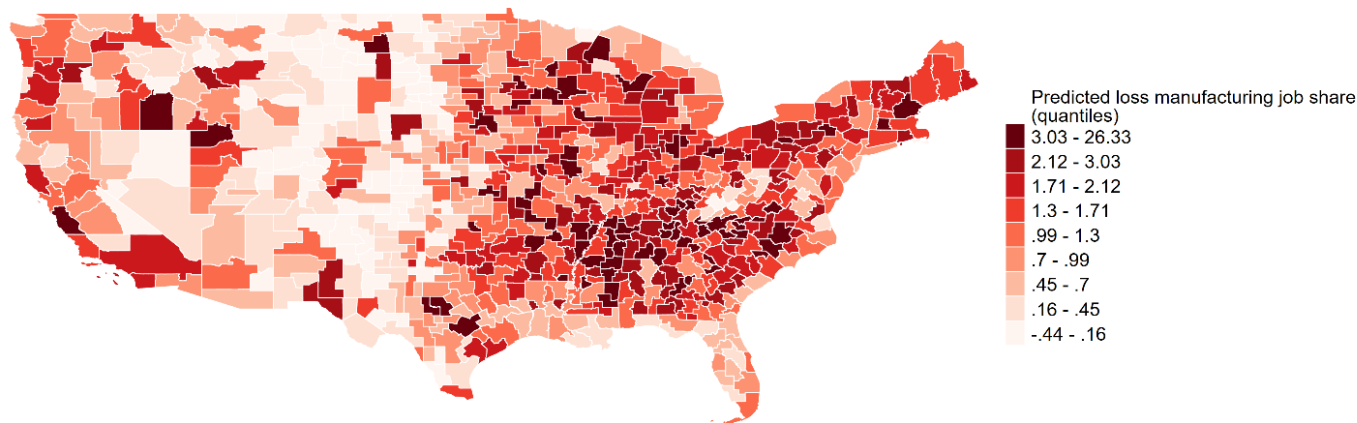 Predicted loss manufacturing job share
(quantiles)
3.03 - 26.33
2.12 - 3.03
1.71 - 2.12
1.3 - 1.71
.99 - 1.3
.7 - .99
.45 - .7
.16 - .45
-.44 - .16